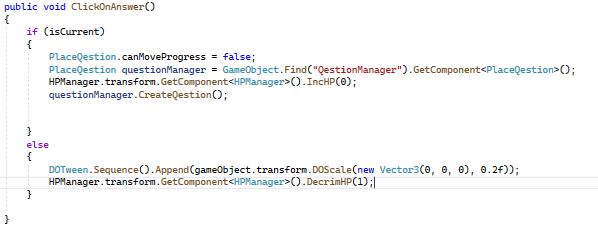 public void ClickOnAnswer()
{
if (isCurrent)
{
PlaceQestion.canMoveProgress = false;
PlaceQestion questionManager = GameObject.Find("QestionManager").GetComponent<PlaceQestion>();
HPManager.transform.GetComponent<HPManager>().IncHP(0);
questionManager.CreateQestion();
}
else
{
DOTween.Sequence().Append(gameObject.transform.DOScale(new Vector3(0, 0, 0), 0.2f));
HPManager.transform.GetComponent<HPManager>().DecrimHP(1);
}
}